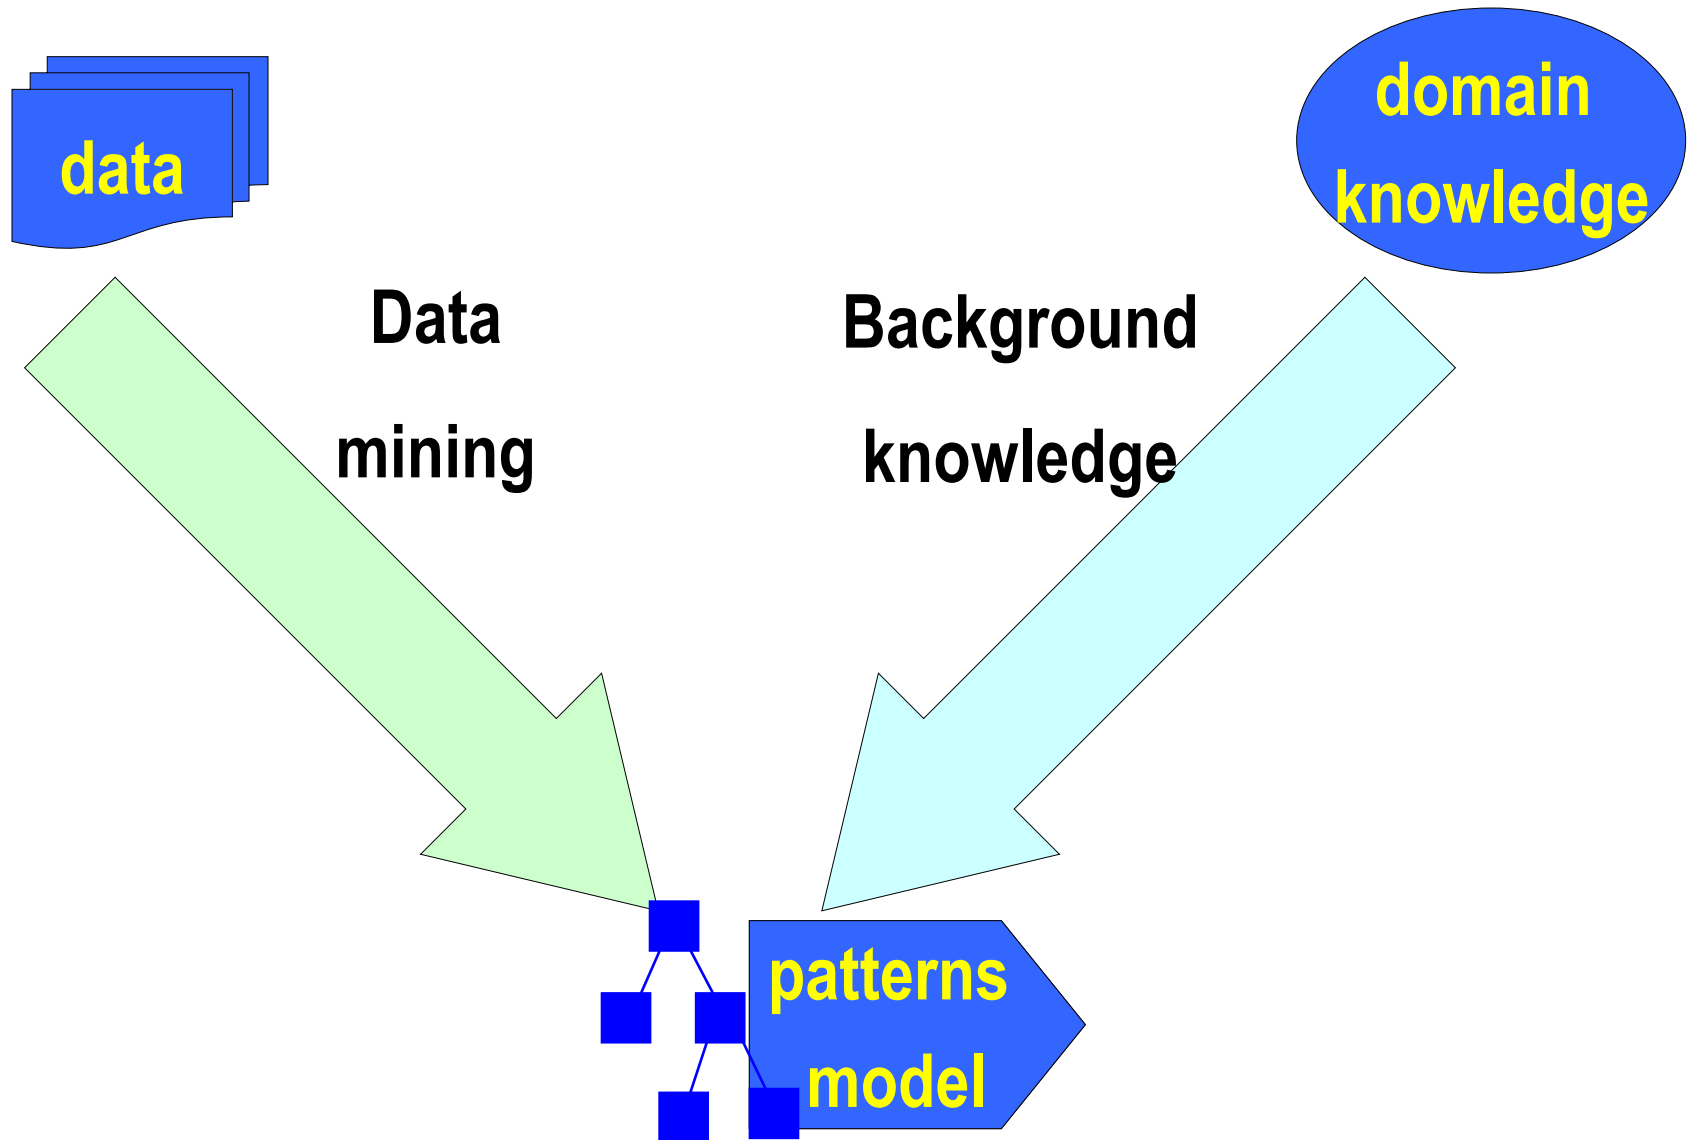 data
domain
knowledge
Data
mining
Background
knowledge
patterns
model